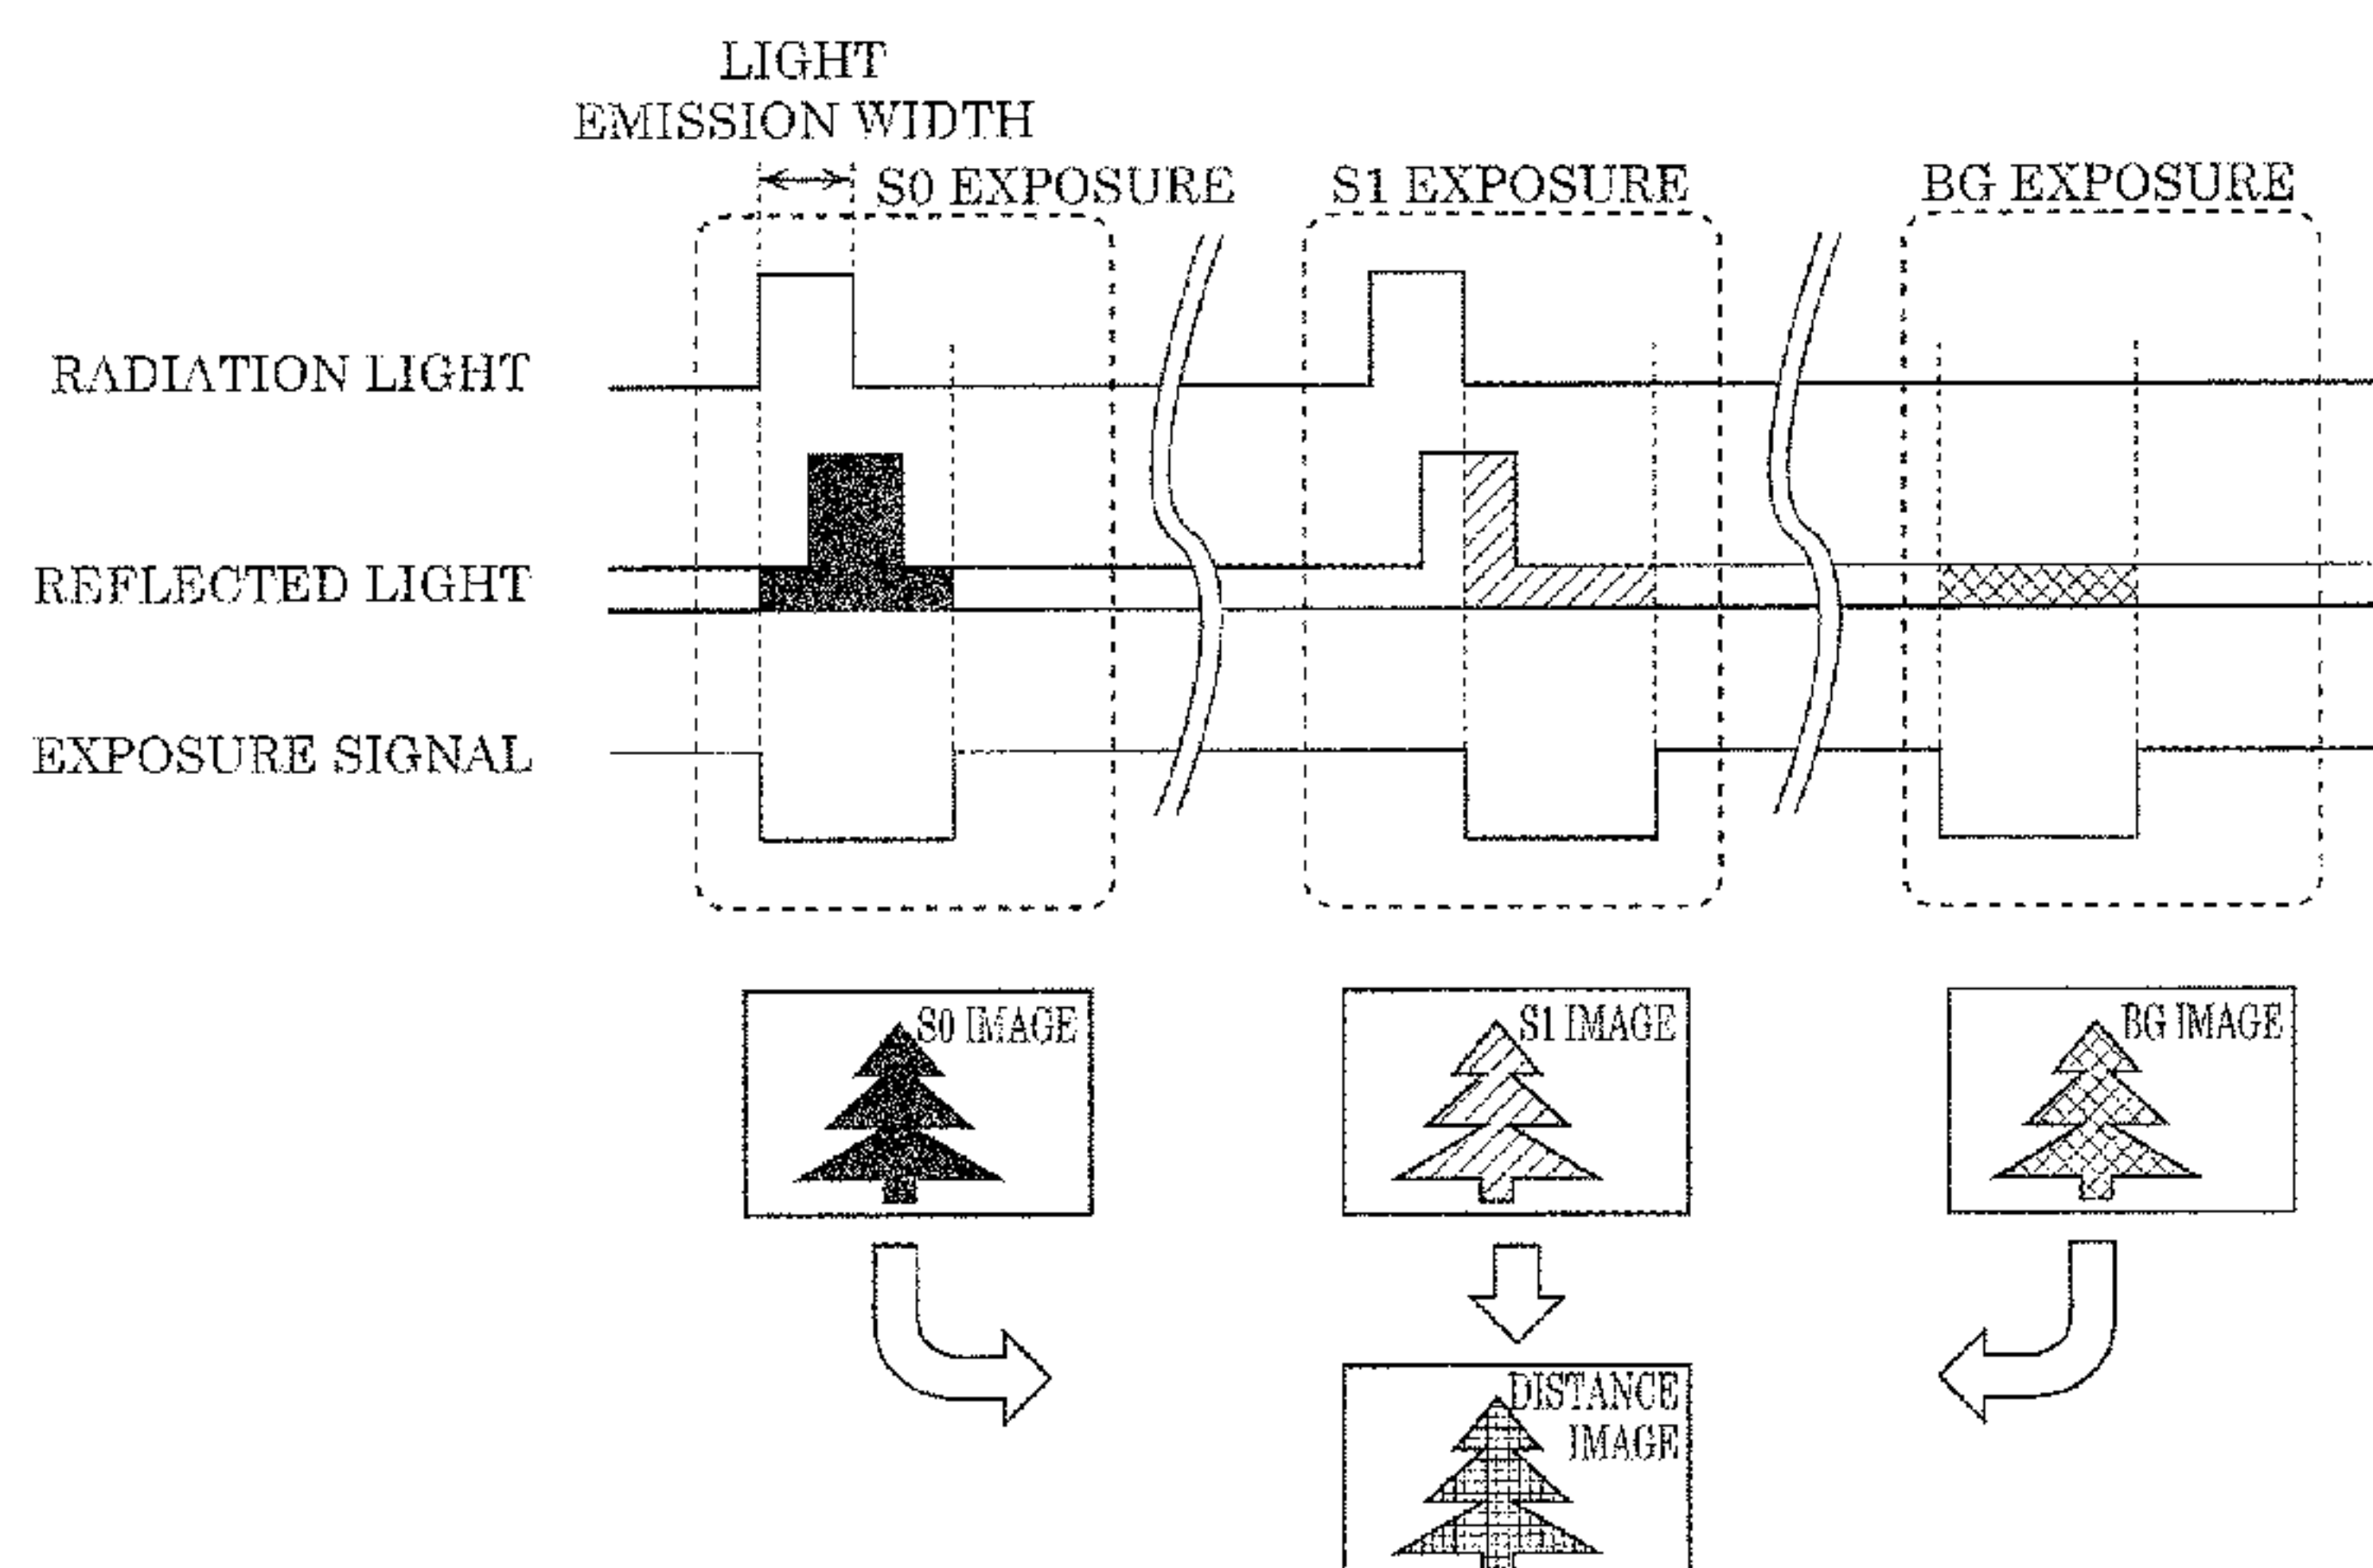 LIGHT
EMISSION WIDTH
S0 EXPOSURE
S1 EXPOSURE
BG EXPOSURE
RADIATION LIGHT
REFLECTED LIGHT
EXPOSURE SIGNAL
S0 IMAGE
S1 IMAGE
BG IMAGE
DISTANCE
IMAGE